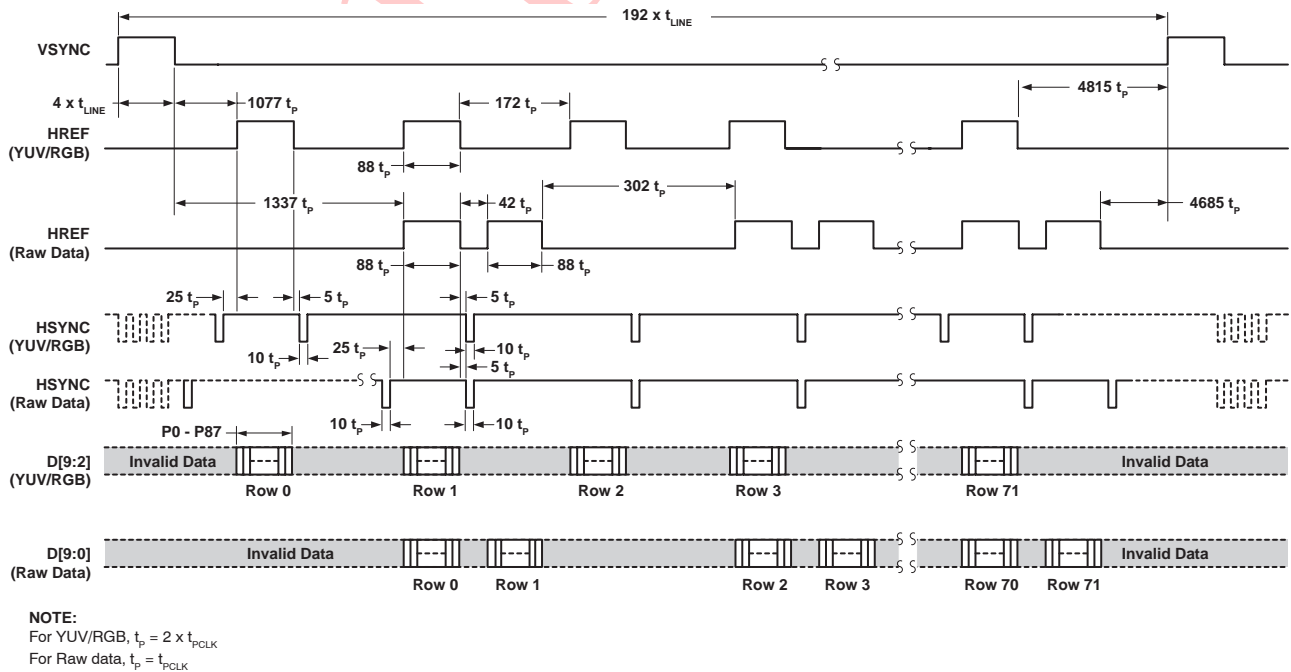 192 x tLINE
VSYNC
4 x tLINE
1077 tP
172 tP
4815 tP
HREF
(YUV/RGB)
88 tP
1337 tP
42 tP
302 tP
4685 tP
HREF
(Raw Data)
88 tP
88 tP
25 tP
5 tP
5 tP
HSYNC
(YUV/RGB)
10 tP
25 tP
10 tP
5 tP
HSYNC
(Raw Data)
10 tP
10 tP
P0 - P87
D[9:2]
(YUV/RGB)
Invalid Data
Invalid Data
Row 0
Row 1
Row 2
Row 3
Row 71
D[9:0]
(Raw Data)
Invalid Data
Invalid Data
Row 0
Row 1
Row 2
Row 3
Row 70
Row 71
NOTE:
For YUV/RGB, tP = 2 x tPCLK
For Raw data, tP = tPCLK